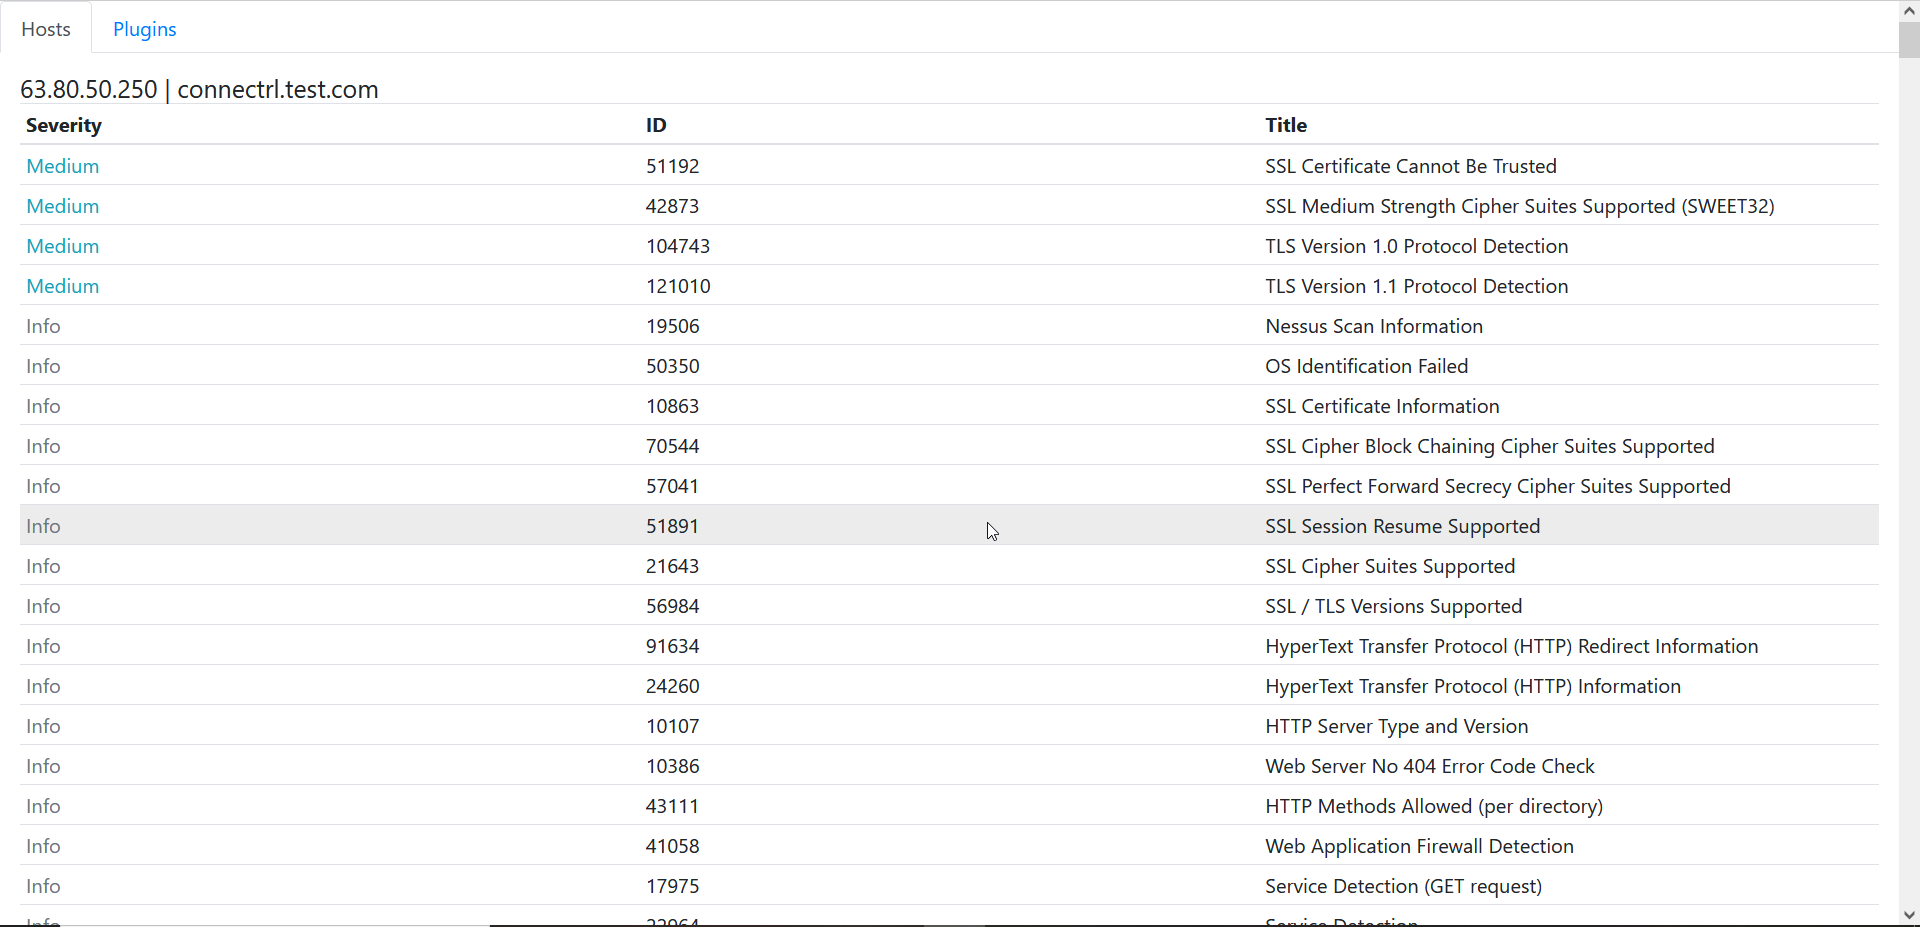 Hosts Plugins
63.80.50.250 | connectrl.test.com
Severity ID Title
Medium 51192 SSL Certificate Cannot Be Trusted
Medium 42873 SSL Medium Strength Cipher Suites Supported (SWEET32)
Medium 104743 TLS Version 1.0 Protocol Detection
Medium 121010 TLS Version 1.1 Protocol Detection
Info 19506 Nessus Scan Information
Info 50350 OS Identification Failed
Info 10863 SSL Certificate Information
Info 70544 SSL Cipher Block Chaining Cipher Suites Supported
Info 57041 SSL Perfect Forward Secrecy Cipher Suites Supported
Info 51891 SSL Session Resume Supported
Info 21643 SSL Cipher Suites Supported
Info 56984 SSL / TLS Versions Supported
Info 91634 HyperText Transfer Protocol (HTTP) Redirect Information
Info 24260 HyperText Transfer Protocol (HTTP) Information
Info 10107 HTTP Server Type and Version
Info 10386 Web Server No 404 Error Code Check
Info 43111 HTTP Methods Allowed (per directory)
Info 41058 Web Application Firewall Detection
Info 17975 Service Detection (GET request)
Info 22964 Service Detection